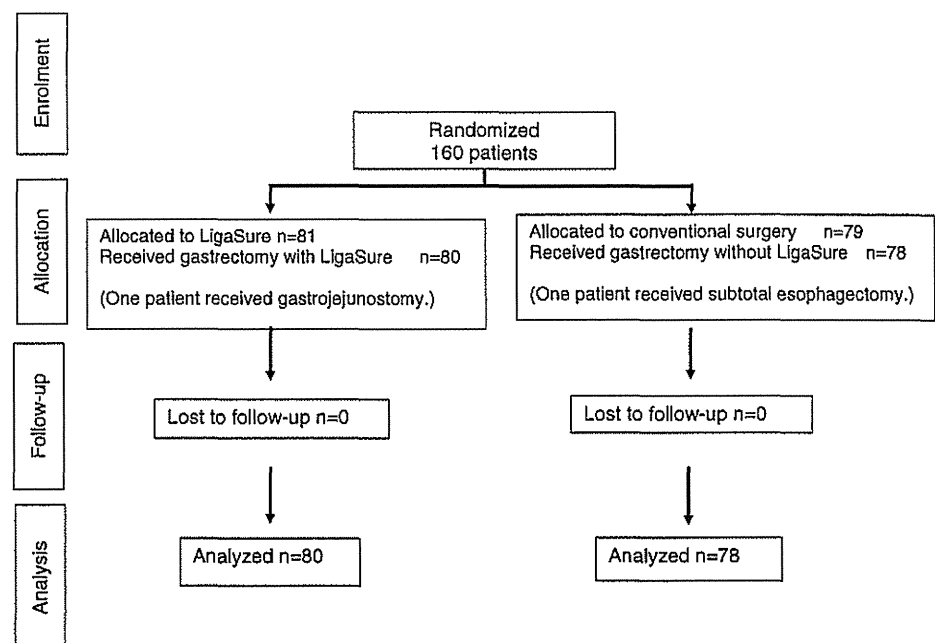 Enrolment
Randomized
160 patients
Allocation
Allocated to LigaSure n=81
Received gastrectomy with LigaSure n=80
(One patient received gastrojejunostomy.)
Allocated to conventional surgery n=79
Received gastrectomy without LigaSure n=78
(One patient received subtotal esophagectomy.)
Follow-up
Lost to follow-up n=0
Lost to follow-up n=0
Analysis
Analyzed n=80
Analyzed n=78